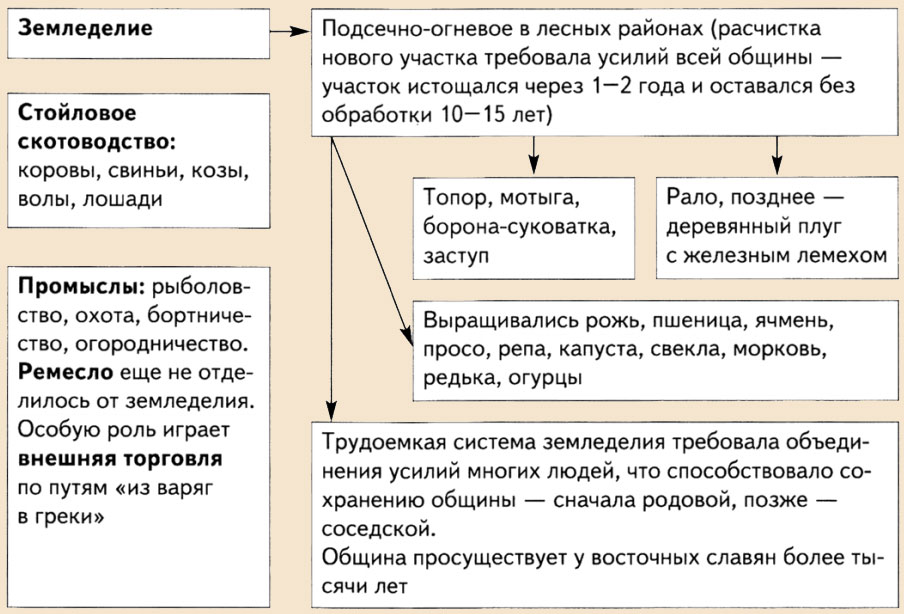 Земледелие
Подсечно-огневое в лесных районах (расчистка
нового участка требовала усилий всей общины —
участок истощался через 1—2 года и оставался без
обработки 10—15 лет)
Стойловое
скотоводство:
коровы, свиньи, козы,
волы, лошади
Топор, мотыга,
борона-суковатка,
заступ
Рало, позднее —
деревянный плуг
с железным лемехом
Промыслы: рыболов-
ство, охота, бортниче-
ство, огородничество.
Ремесло еще не отде-
лилось от земледелия.
Особую роль играет
внешняя торговля
по путям «из варяг
в греки»
Выращивались рожь, пшеница, ячмень,
просо, репа, капуста, свекла, морковь,
редька, огурцы
Трудоемкая система земледелия требовала объеди-
нения усилий многих людей, что способствовало со-
хранению общины — сначала родовой, позже —
соседской.
Община просуществует у восточных славян более ты-
сячи лет